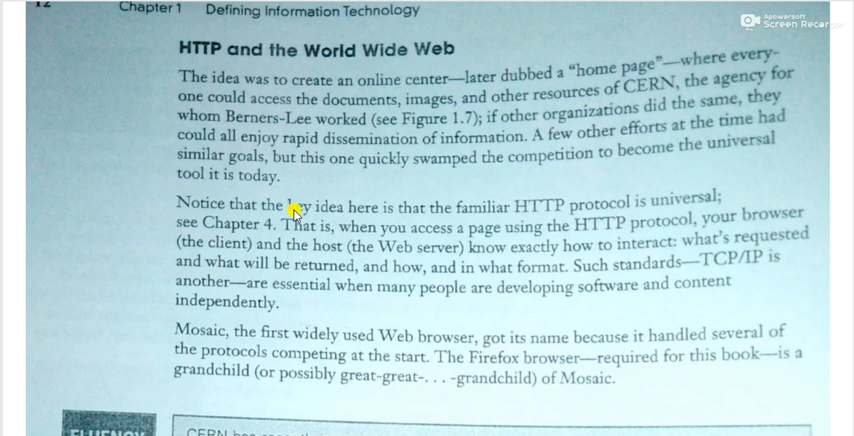 12 Chapter 1 Defining Information Technology
Apowersoft
Screen Recorder
HTTP and the World Wide Web
The idea was to create an online center—later dubbed a “home page”—where every-
one could access the documents, images, and other resources of CERN, the agency for
whom Berners-Lee worked (see Figure 1.7); if other organizations did the same, they
could all enjoy rapid dissemination of information. A few other efforts at the time had
similar goals, but this one quickly swamped the competition to become the universal
tool it is today.
Notice that the key idea here is that the familiar HTTP protocol is universal;
see Chapter 4. That is, when you access a page using the HTTP protocol, your browser
(the client) and the host (the Web server) know exactly how to interact: what’s requested
and what will be returned, and how, and in what format. Such standards—TCP/IP is
another—are essential when many people are developing software and content
independently.
Mosaic, the first widely used Web browser, got its name because it handled several of
the protocols competing at the start. The Firefox browser—required for this book—is a
grandchild (or possibly great-great-. . . -grandchild) of Mosaic.
FLUENCY
CERN has